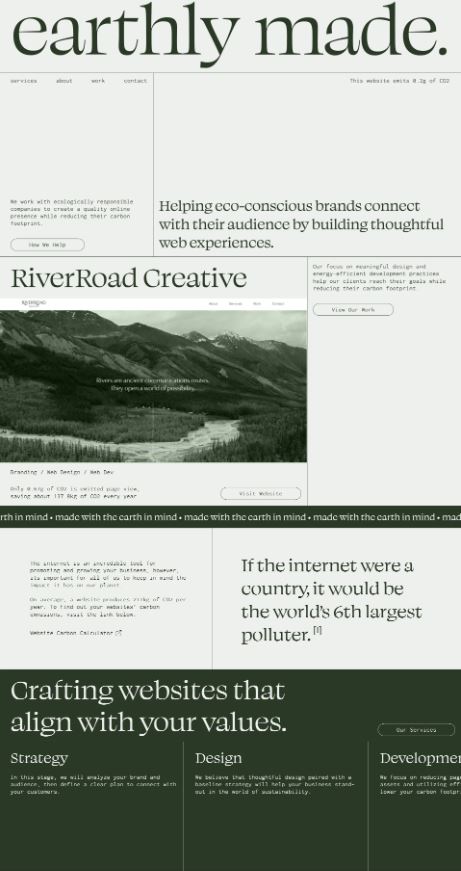 earthly made.
services about work contact
This website emits 0.2g of CO2
We work with ecologically responsible
companies to create a quality online
presence while reducing their carbon
footprint.
How We Help
Helping eco-conscious brands connect
with their audience by building thoughtful
web experiences.
RiverRoad Creative
Our focus on meaningful design and
energy-efficient development practices
help our clients reach their goals while
reducing their carbon footprint.
View Our Work
RIVERROAD
Home Services Work Contact
Rivers are ancient communications routes.
They open a world of possibility.
Branding / Web Design / Web Dev
Only of CO2 is emitted page view,
saving about of CO2 every year
Visit Website
rth in mind • made with the earth in mind • made with the earth in mind • made with the earth in mind • mad
The internet is an incredible tool for
promoting and growing your business, however,
its important for all of us to keep in mind the
impact it has on our planet.
On average, a website produces of CO2 per
year. To find out your websites' carbon
emissions, visit the link below.
Website Carbon Calculator
If the internet were a
country, it would be
the world's 6th largest
polluter. [1]
Crafting websites that
align with your values.
Our Services
Strategy
In this stage, we will analyze your brand and
audience, then define a clear plan to connect with
your customers.
Design
We believe that thoughtful design paired with a
baseline strategy will help your business stand-
out in the world of sustainability.
Developmen
We focus on reducing page
assets and utilizing eff
lower your carbon footpr